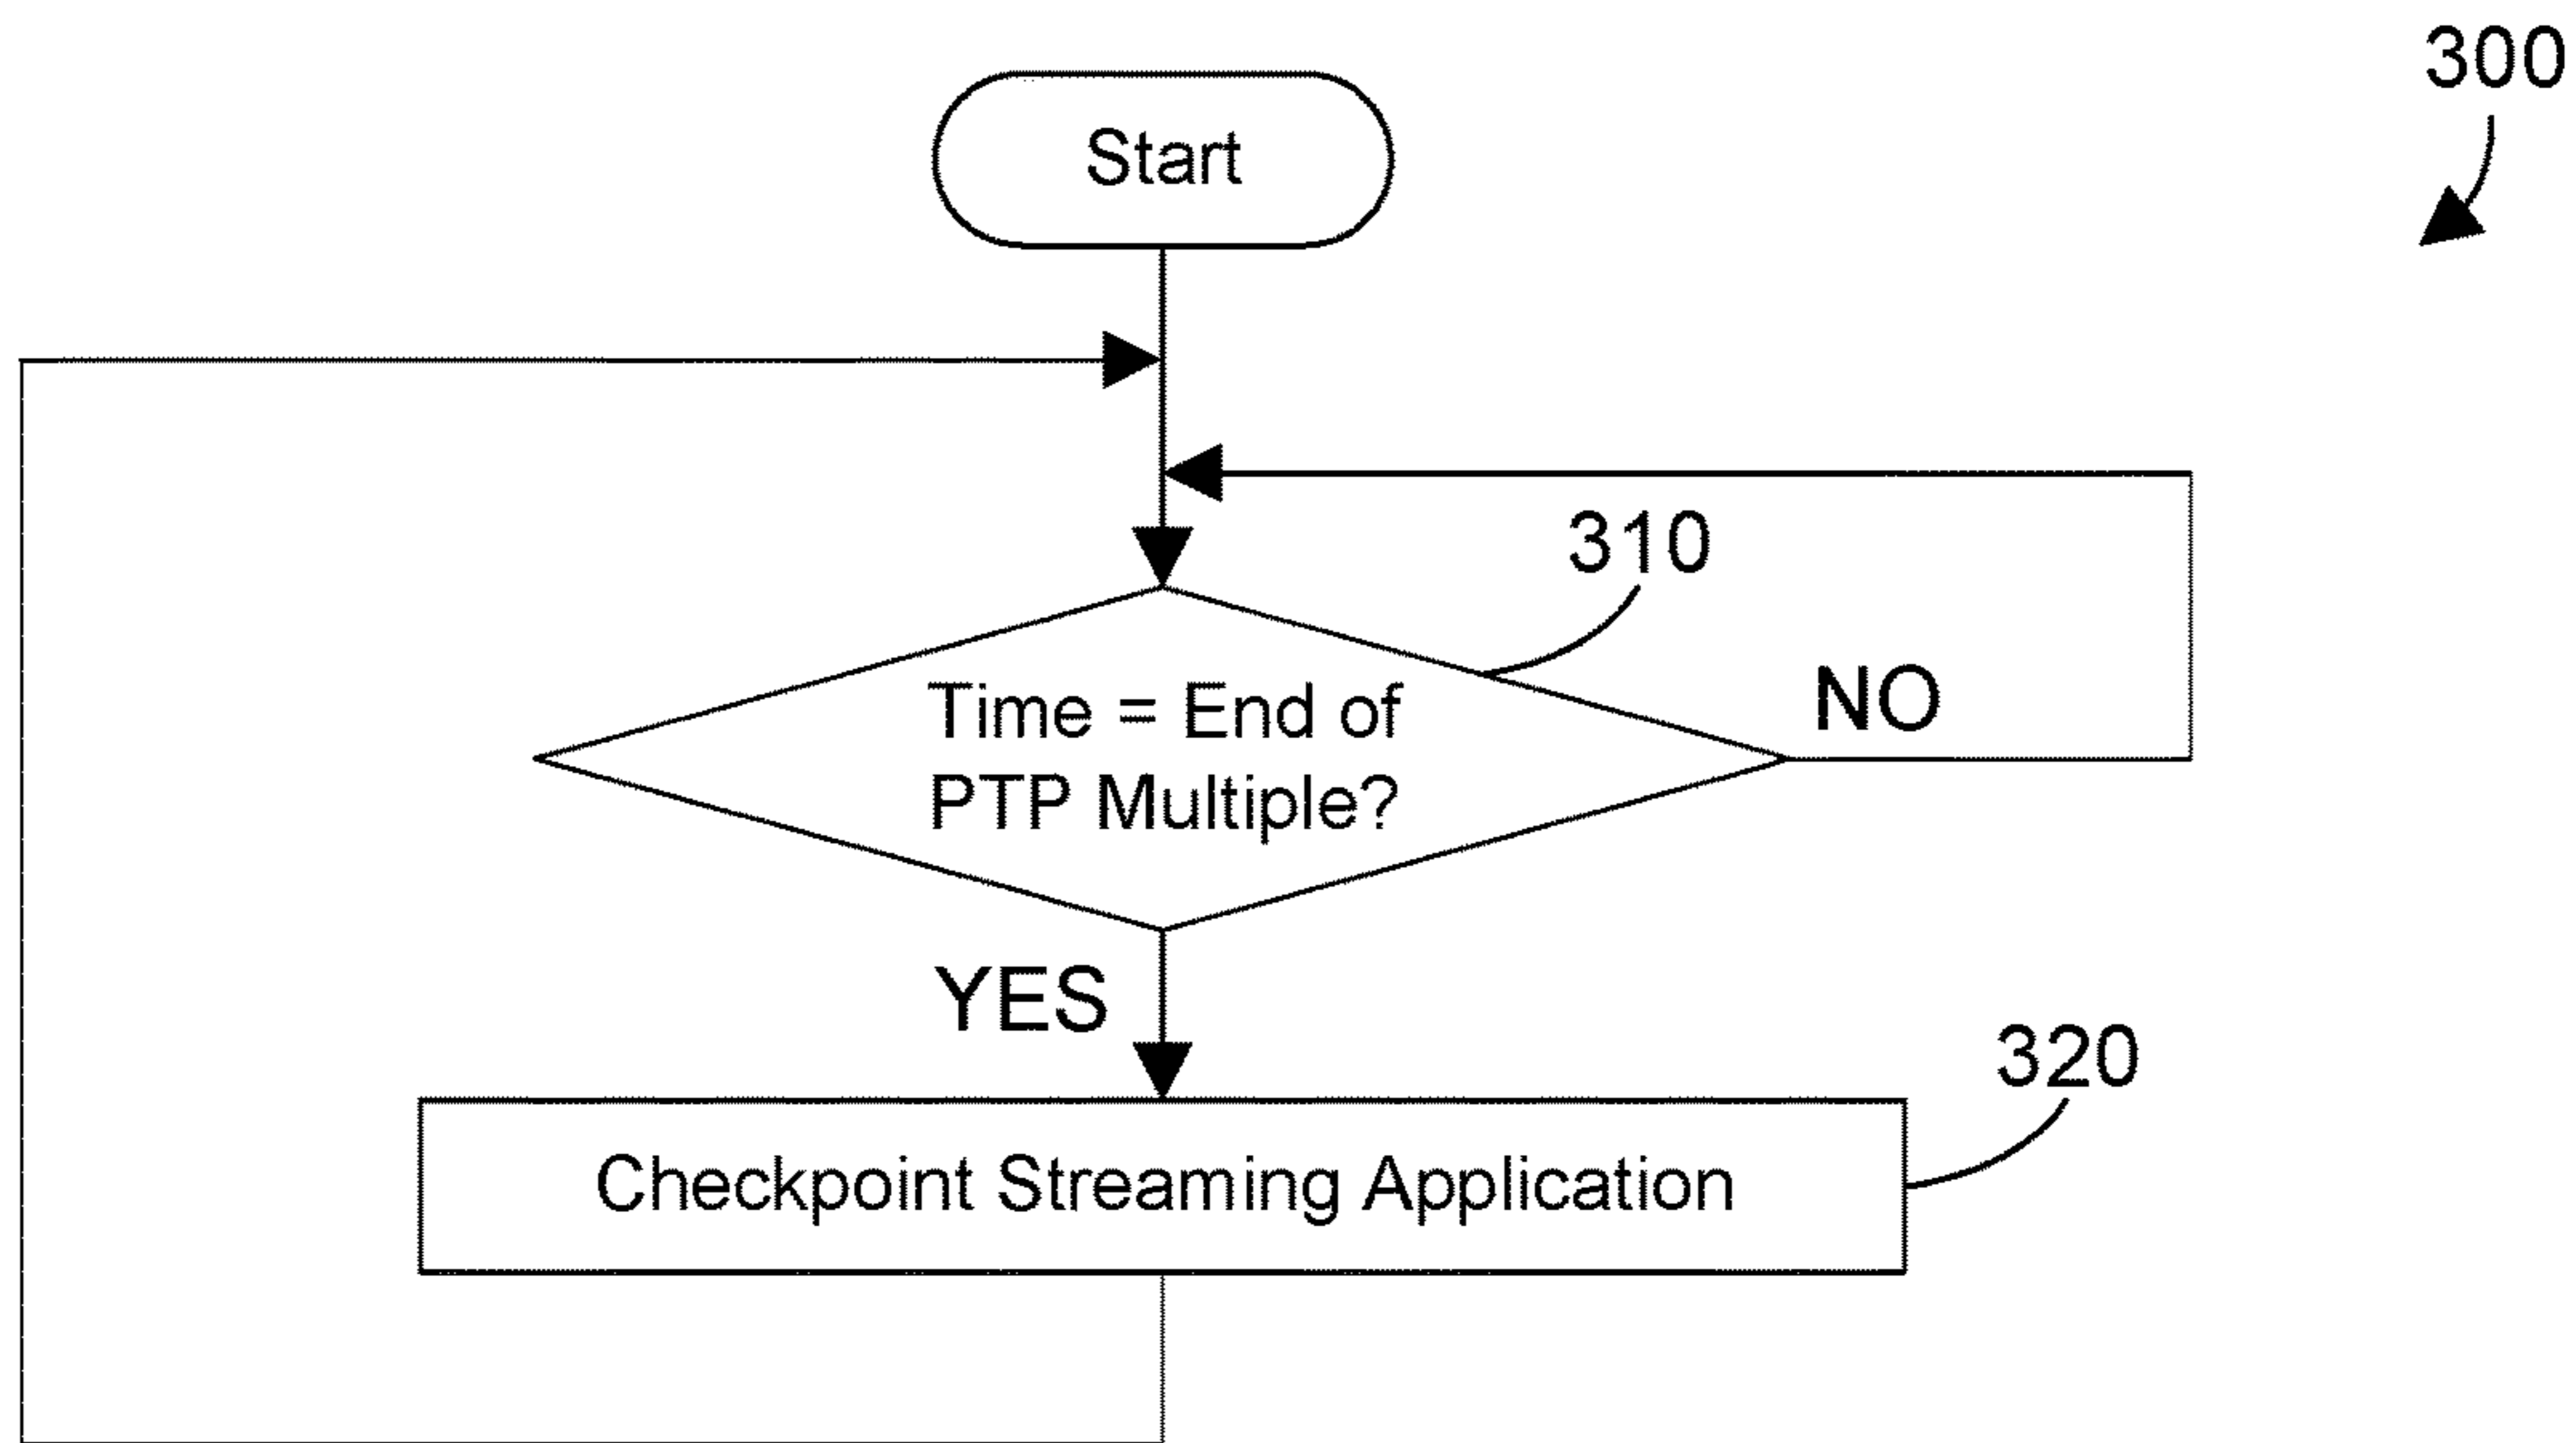 300
Start
310
Time = End of
PTP Multiple?
NO
YES
320
Checkpoint Streaming Application